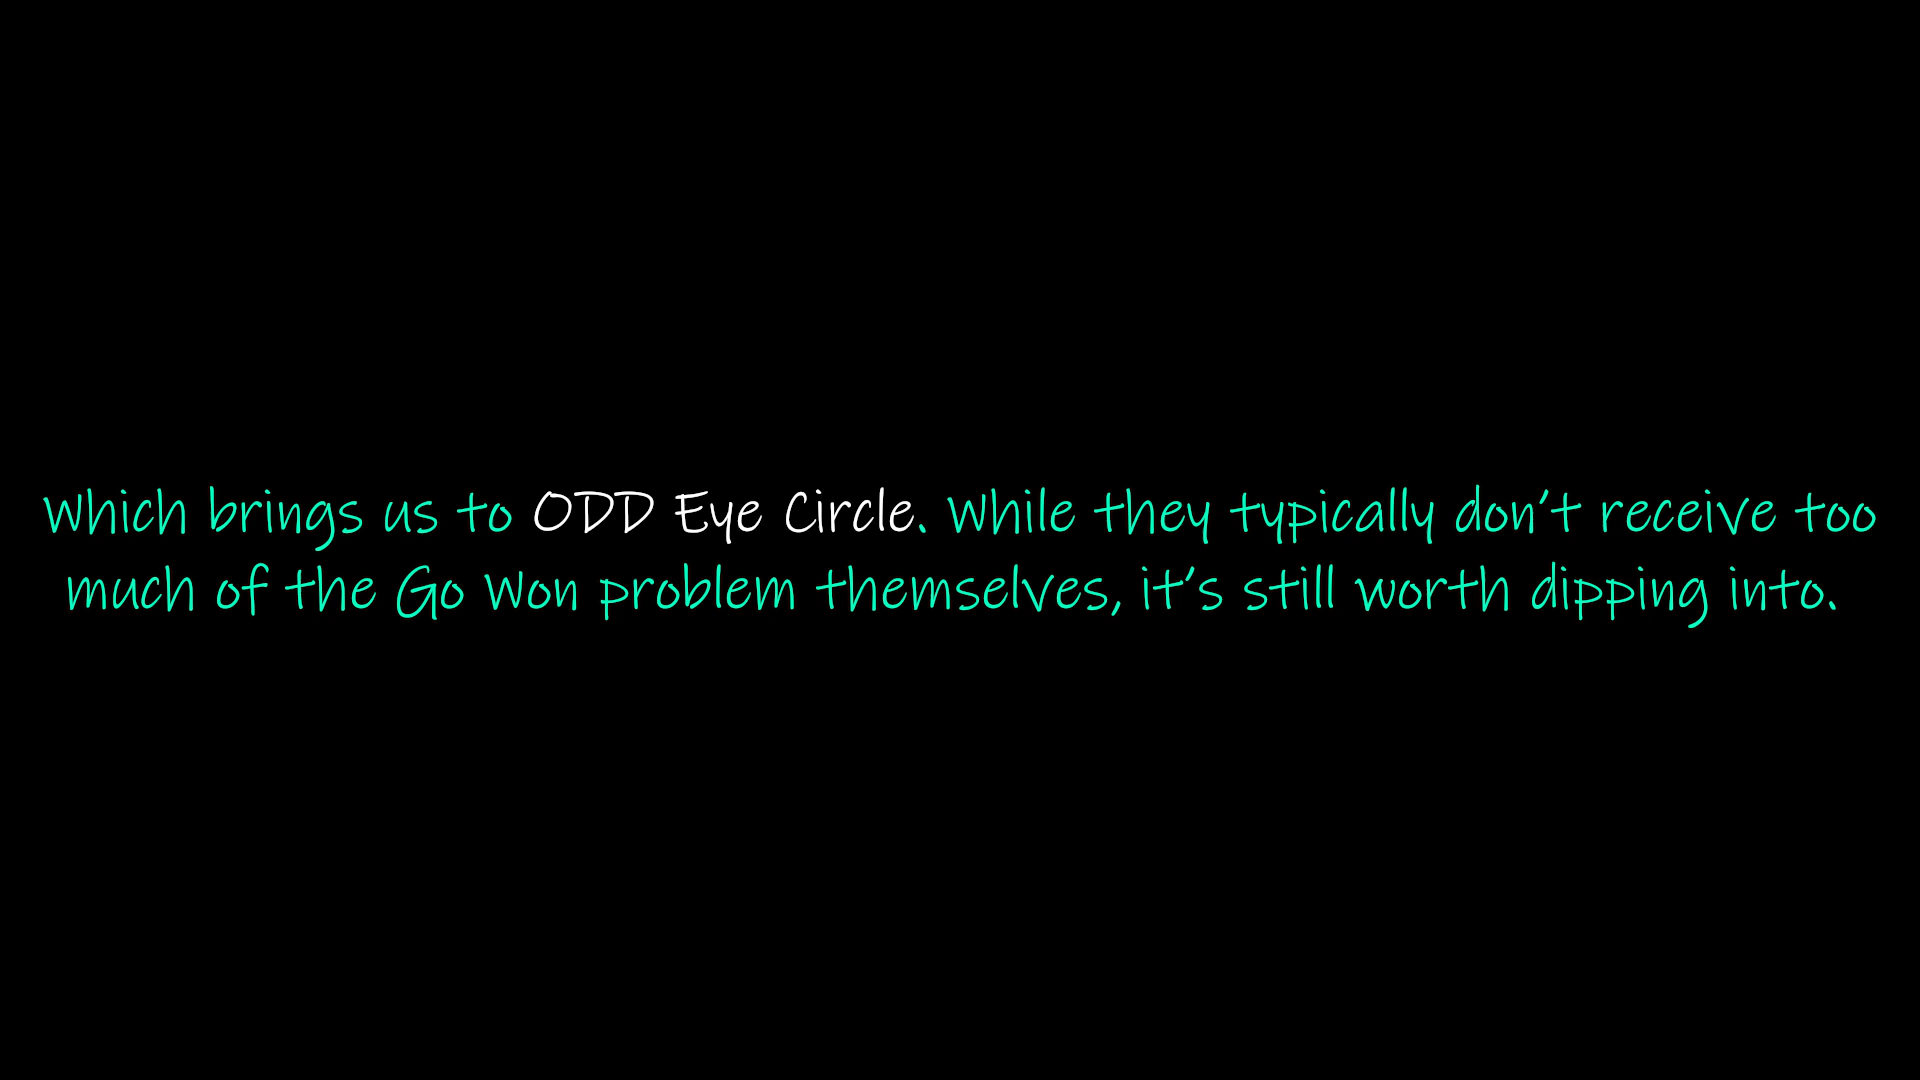 Which brings us to ODD Eye Circle. While they typically don't receive too
much of the Go Won problem themselves, it's still worth dipping into.